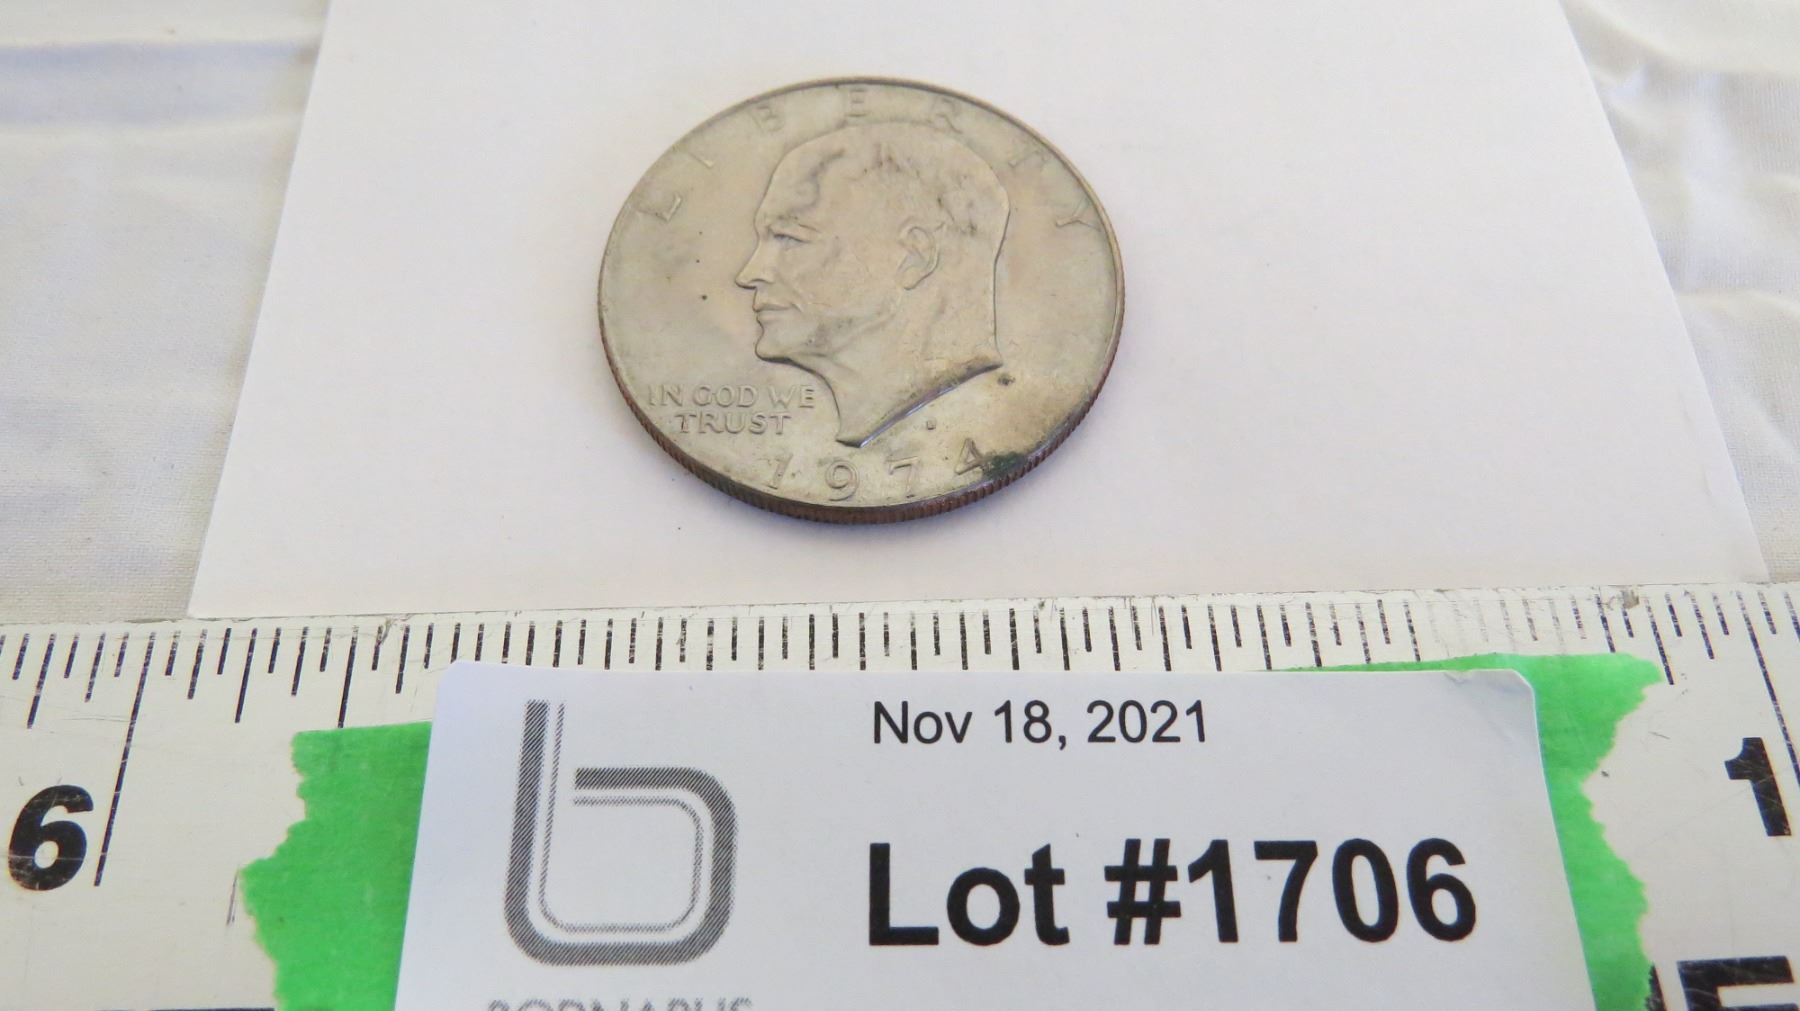 LIBERTY
IN GOD WE
TRUST
1974
Nov 18, 2021
6
1
Lot #1706